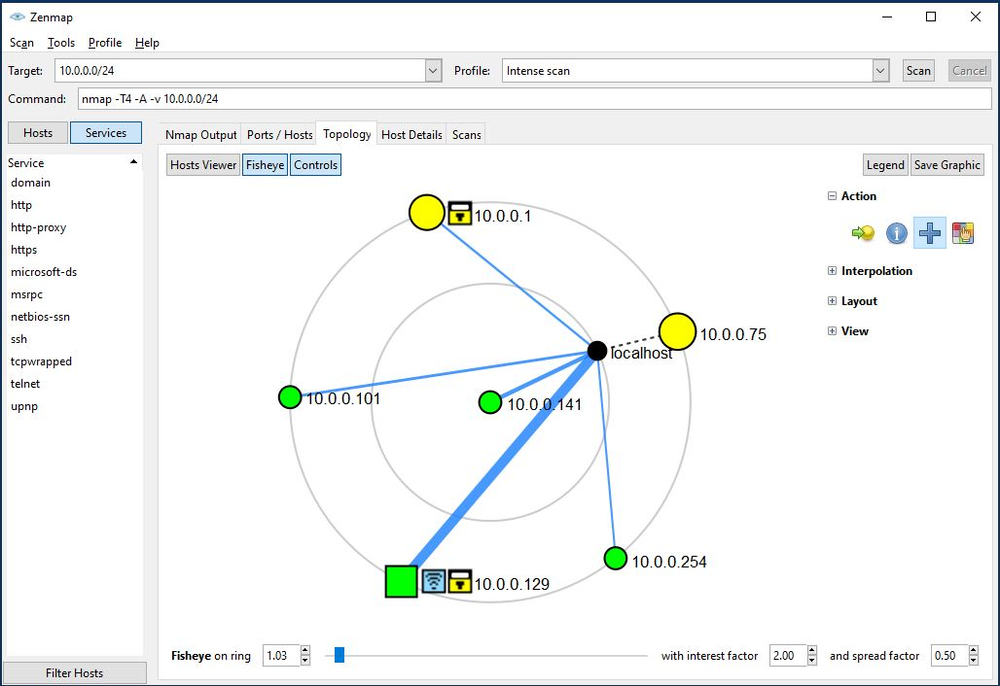 Zenmap
Scan Tools Profile Help
Target: 10.0.0.0/24 Profile: Intense scan Scan Cancel
Command: nmap -T4 -A -v 10.0.0.0/24
Hosts Services
Nmap Output Ports / Hosts Topology Host Details Scans
Service
domain
http
http-proxy
https
microsoft-ds
msrpc
netbios-ssn
ssh
tcpwrapped
telnet
upnp
Filter Hosts
Hosts Viewer Fisheye Controls Legend Save Graphic
10.0.0.1
10.0.0.75
localhost
10.0.0.101
10.0.0.141
10.0.0.254
10.0.0.129
Action
Interpolation
Layout
View
Fisheye on ring 1.03 with interest factor 2.00 and spread factor 0.50